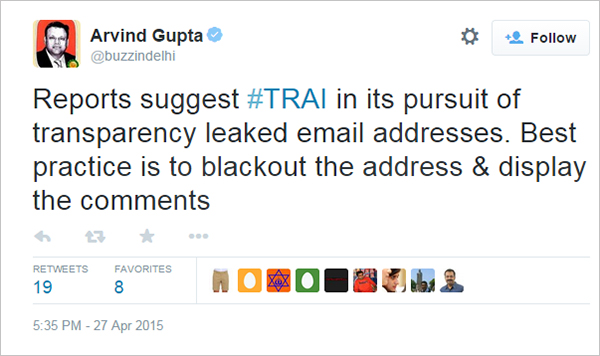 Arvind Gupta
@buzzindelhi
Follow
Reports suggest #TRAI in its pursuit of
transparency leaked email addresses. Best
practice is to blackout the address & display
the comments
RETWEETS FAVORITES
19 8
5:35 PM - 27 Apr 2015